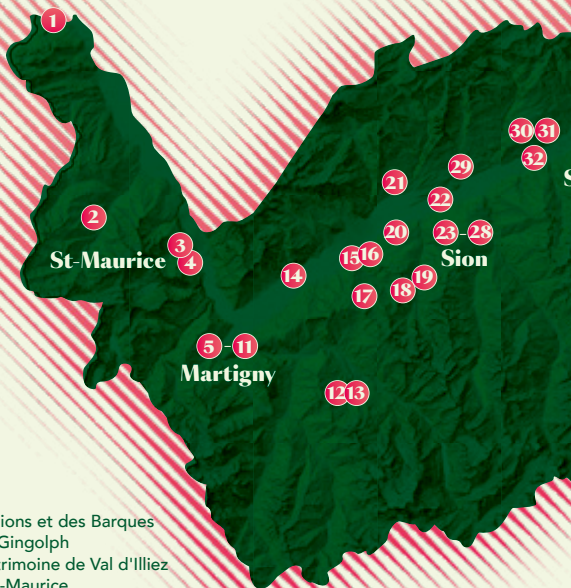 1
30 31
32
29
21
22
2
20
23 - 28
3
St-Maurice
4
15 16
Sion
14
19
18
17
5 - 11
Martigny
12 13
ions et des Barques
Gingolph
rimoine de Val d'Illiez
-Maurice